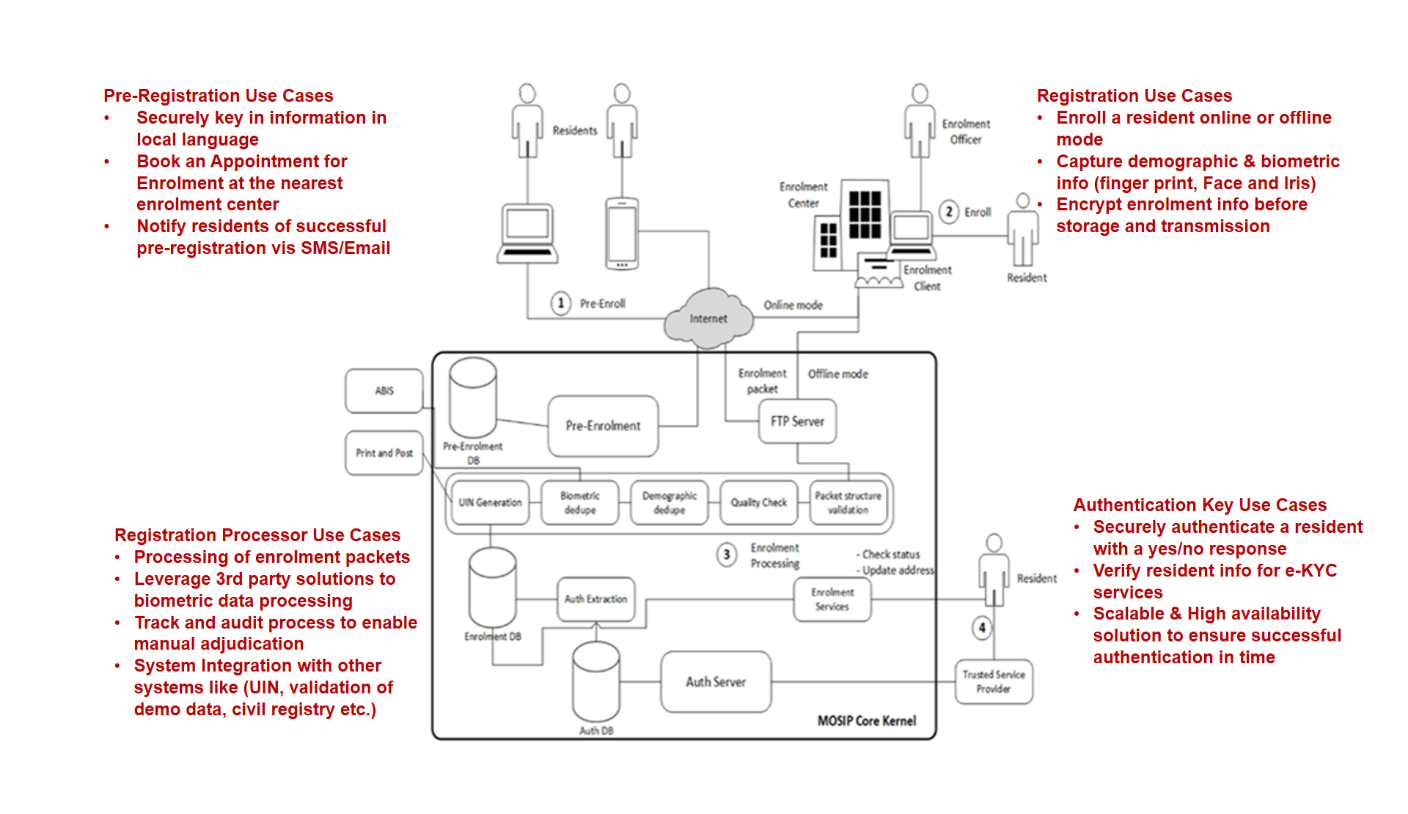 Pre-Registration Use Cases
• Securely key in information in
local language
• Book an Appointment for
Enrolment at the nearest
enrolment center
• Notify residents of successful
pre-registration vis SMS/Email
Residents
Enrolment
Officer
Enrolment
Center
2 Enroll
Enrolment
Client
Resident
Registration Use Cases
• Enroll a resident online or offline
mode
• Capture demographic & biometric
info (finger print, Face and Iris)
• Encrypt enrolment info before
storage and transmission
1 Pre-Enroll
Internet
Online mode
Enrolment
packet
Offline mode
ABIS
Print and Post
Pre-Enrolment
DB
Pre-Enrolment
FTP Server
UIN Generation
Biometric
dedupe
Demographic
dedupe
Quality Check
Packet structure
validation
3 Enrolment
Processing
- Check status
- Update address
Registration Processor Use Cases
• Processing of enrolment packets
• Leverage 3rd party solutions to
biometric data processing
• Track and audit process to enable
manual adjudication
• System Integration with other
systems like (UIN, validation of
demo data, civil registry etc.)
Enrolment DB
Auth Extraction
Enrolment
Services
Resident
4
Auth DB
Auth Server
Trusted Service
Provider
MOSIP Core Kernel
Authentication Key Use Cases
• Securely authenticate a resident
with a yes/no response
• Verify resident info for e-KYC
services
• Scalable & High availability
solution to ensure successful
authentication in time